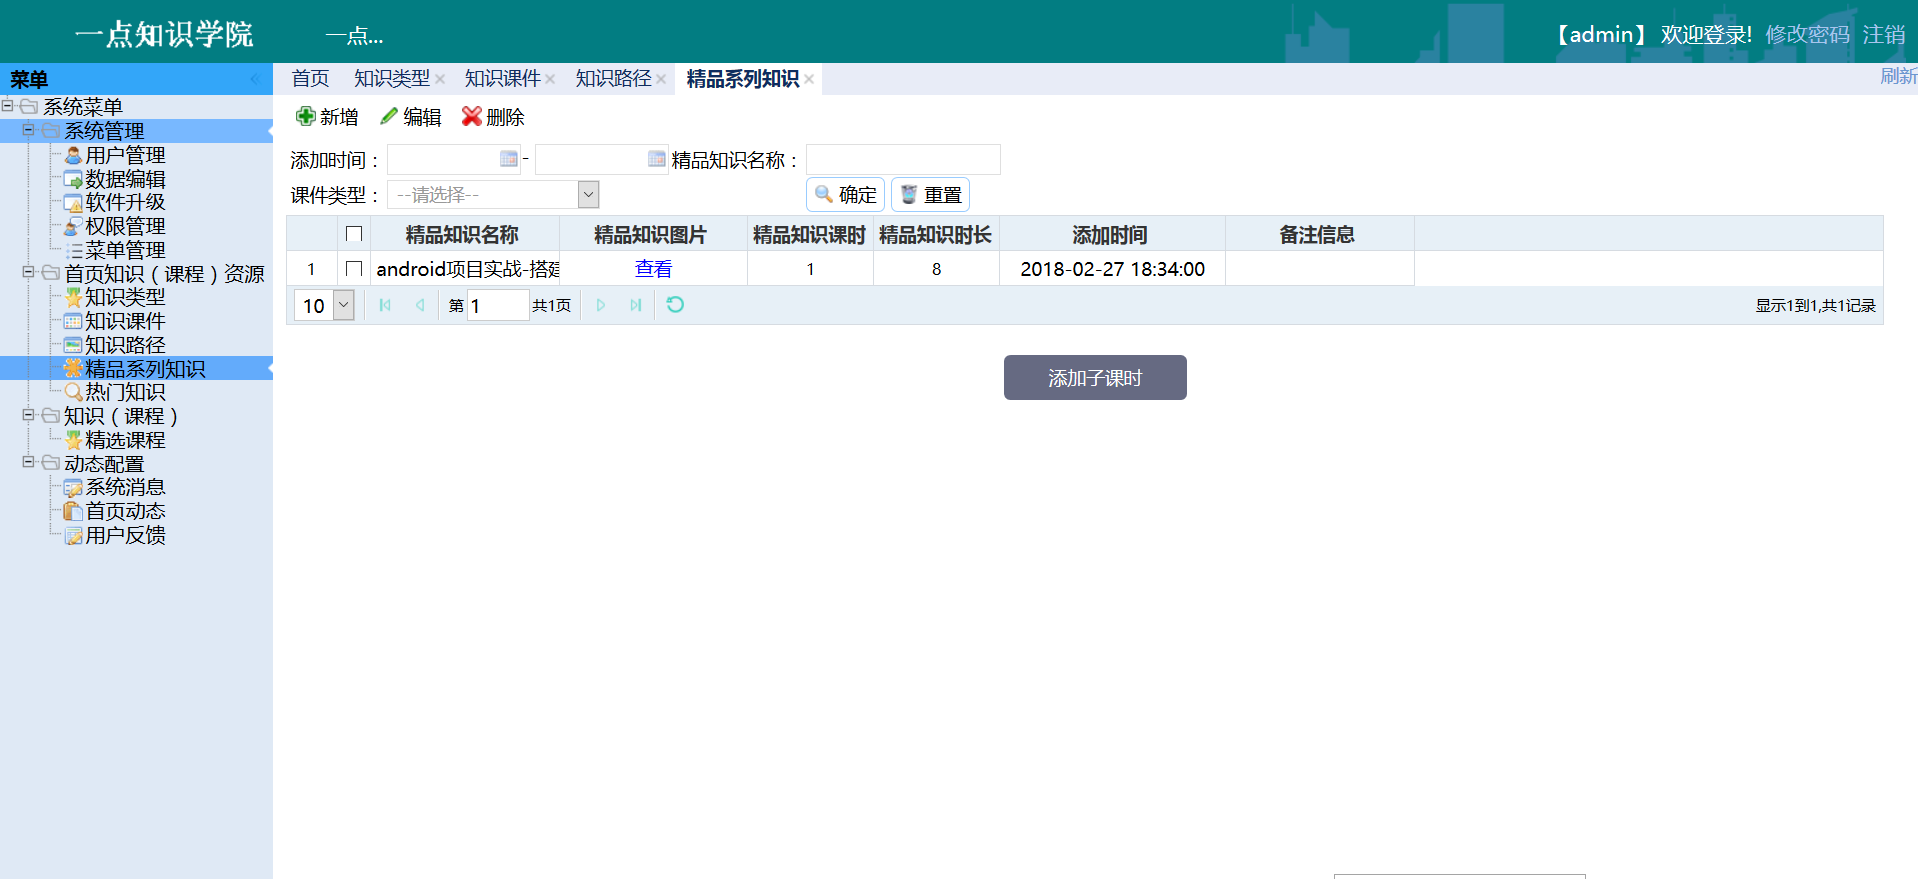 一点知识学院 一点... 【admin】 欢迎登录! 修改密码 注销
菜单
系统菜单
系统管理
用户管理
数据编辑
软件升级
权限管理
菜单管理
首页知识（课程）资源
知识类型
知识课件
知识路径
精品系列知识
热门知识
知识（课程）
精选课程
动态配置
系统消息
首页动态
用户反馈
首页 知识类型 知识课件 知识路径 精品系列知识 刷新
新增 编辑 删除
添加时间： - 精品知识名称：
课件类型： --请选择-- 确定 重置
精品知识名称 精品知识图片 精品知识课时 精品知识时长 添加时间 备注信息
1 android项目实战-搭建 查看 1 8 2018-02-27 18:34:00
10 第 1 共1页 显示1到1,共1记录
添加子课时